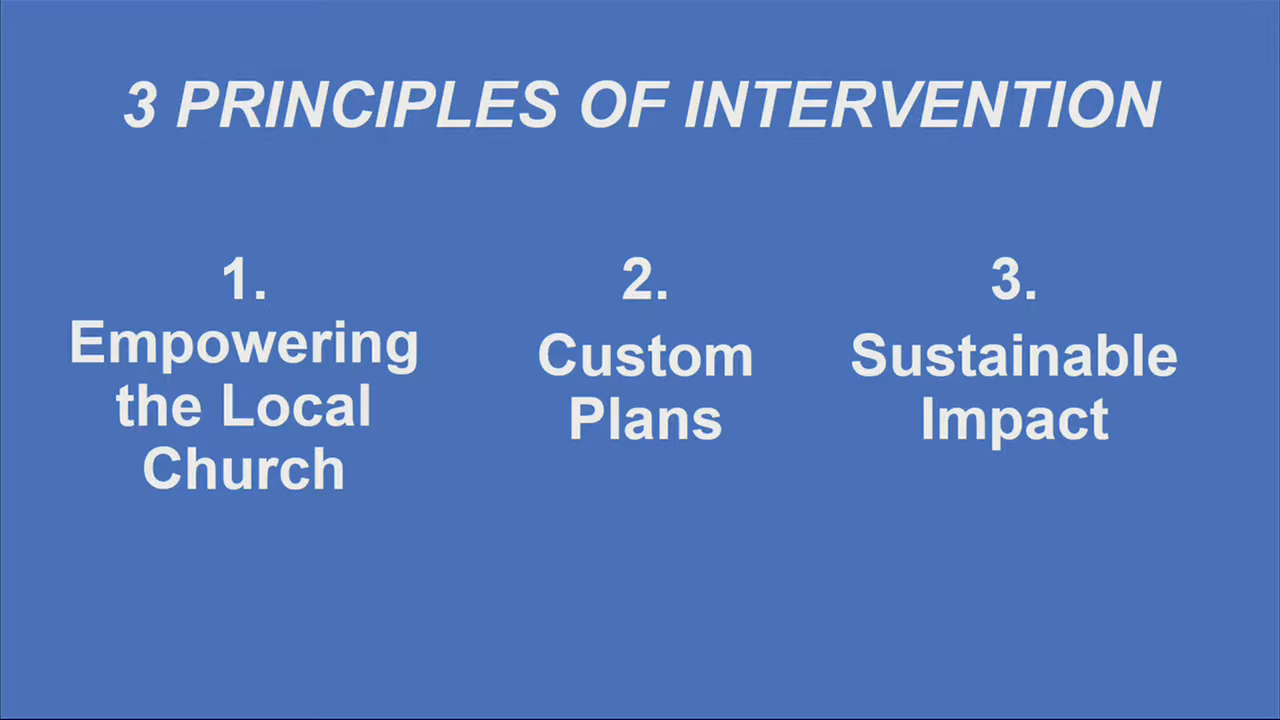 3 PRINCIPLES OF INTERVENTION
1.
Empowering
the Local
Church
2.
Custom
Plans
3.
Sustainable
Impact